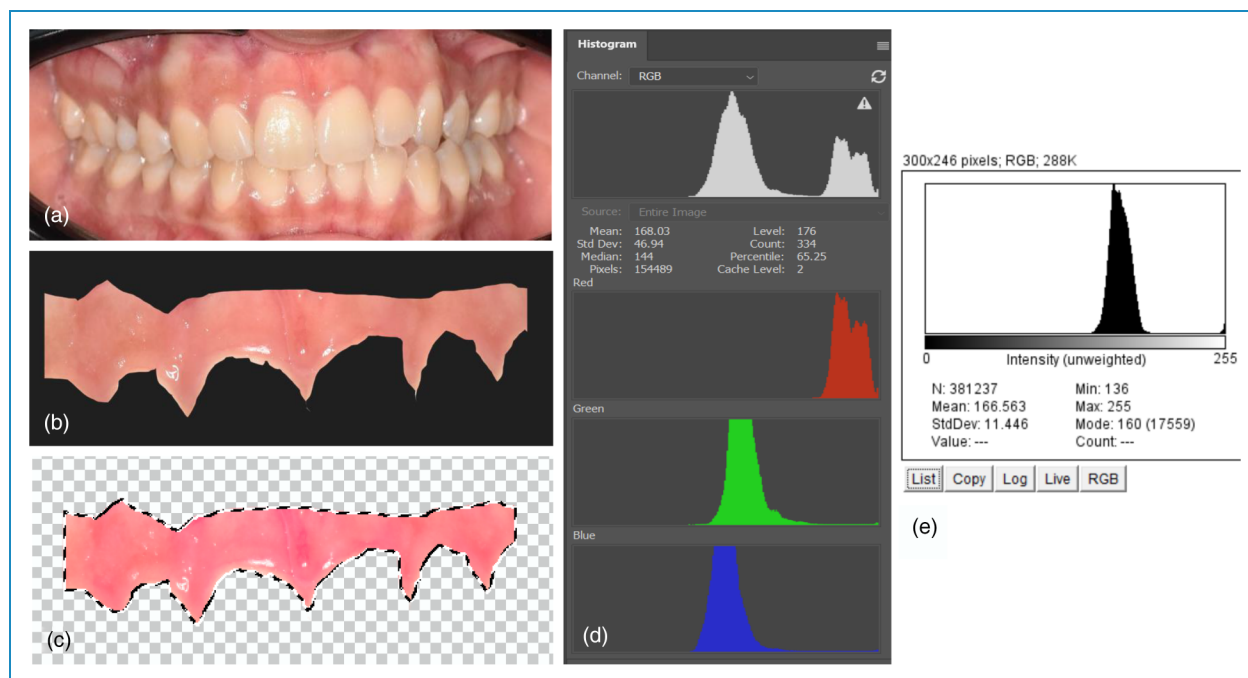 (a)
(b)
(c)
Histogram
Channel: RGB
Source: Entire Image
Mean: 168.03 Level: 176
Std Dev: 46.94 Count: 334
Median: 144 Percentile: 65.25
Pixels: 154489 Cache Level: 2
Red
Green
Blue
(d)
300x246 pixels; RGB; 288K
0 Intensity (unweighted) 255
N: 381237 Min: 136
Mean: 166.563 Max: 255
StdDev: 11.446 Mode: 160 (17559)
Value: --- Count: ---
List Copy Log Live RGB
(e)